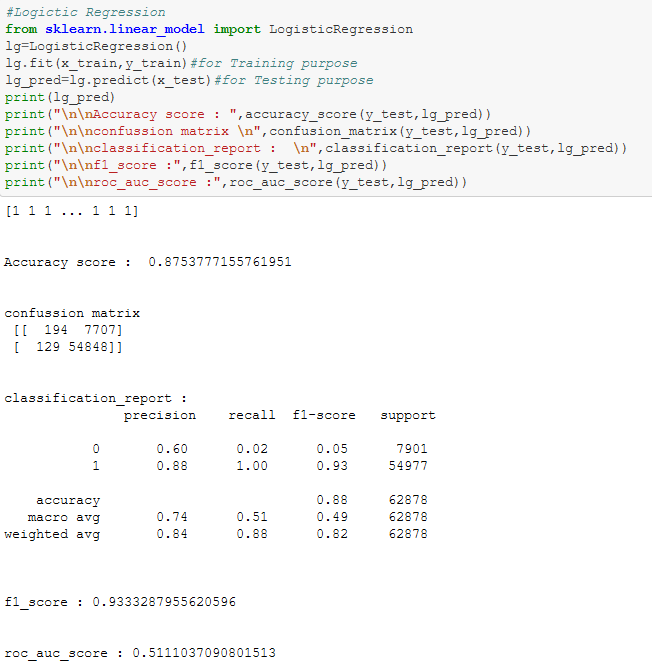 #Logictic Regression
from sklearn.linear_model import LogisticRegression
lg=LogisticRegression()
lg.fit(x_train,y_train)#for Training purpose
lg_pred=lg.predict(x_test)#for Testing purpose
print(lg_pred)
print("\n\nAccuracy score : ",accuracy_score(y_test,lg_pred))
print("\n\nconfussion matrix \n",confusion_matrix(y_test,lg_pred))
print("\n\nclassification_report :  \n",classification_report(y_test,lg_pred))
print("\n\nf1_score :",f1_score(y_test,lg_pred))
print("\n\nroc_auc_score :",roc_auc_score(y_test,lg_pred))
[1 1 1 ... 1 1 1]
Accuracy score :  0.8753777155761951
confussion matrix
[[  194  7707]
[  129 54848]]
classification_report :
precision    recall  f1-score   support
0       0.60      0.02      0.05      7901
1       0.88      1.00      0.93     54977
accuracy                           0.88     62878
macro avg       0.74      0.51      0.49     62878
weighted avg       0.84      0.88      0.82     62878
f1_score : 0.9333287955620596
roc_auc_score : 0.5111037090801513